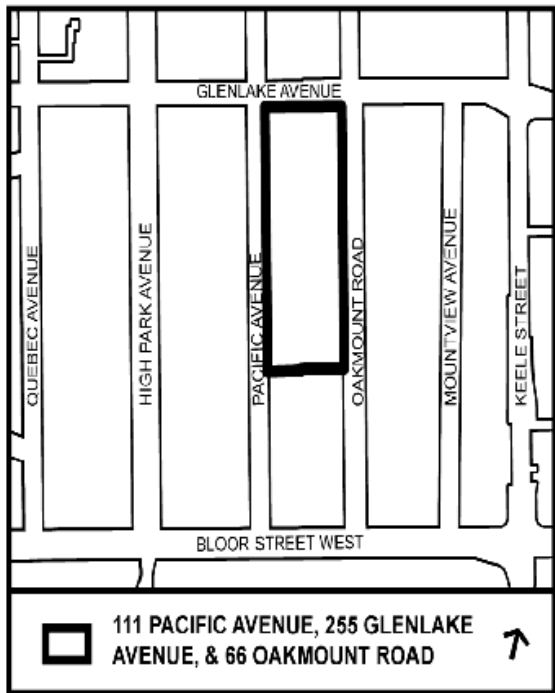 GLENLAKE AVENUE
QUEBEC AVENUE
HIGH PARK AVENUE
PACIFIC AVENUE
OAKMOUNT ROAD
MOUNTVIEW AVENUE
KEELE STREET
BLOOR STREET WEST
111 PACIFIC AVENUE, 255 GLENLAKE
AVENUE, & 66 OAKMOUNT ROAD